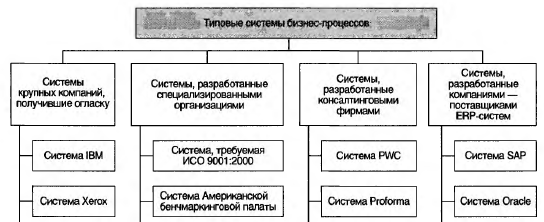 Типовые системы бизнес-процессов
Системы
крупных компаний,
получившие огласку
Системы, разработанные
специализированными
организациями
Системы,
разработанные
консалтинговыми
фирмами
Системы,
разработанные
компаниями —
поставщиками
ERP-систем
Система IBM
Система, требуемая
ИСО 9001:2000
Система PWC
Система SAP
Система Xerox
Система Американской
бенчмаркинговой палаты
Система Proforma
Система Oracle